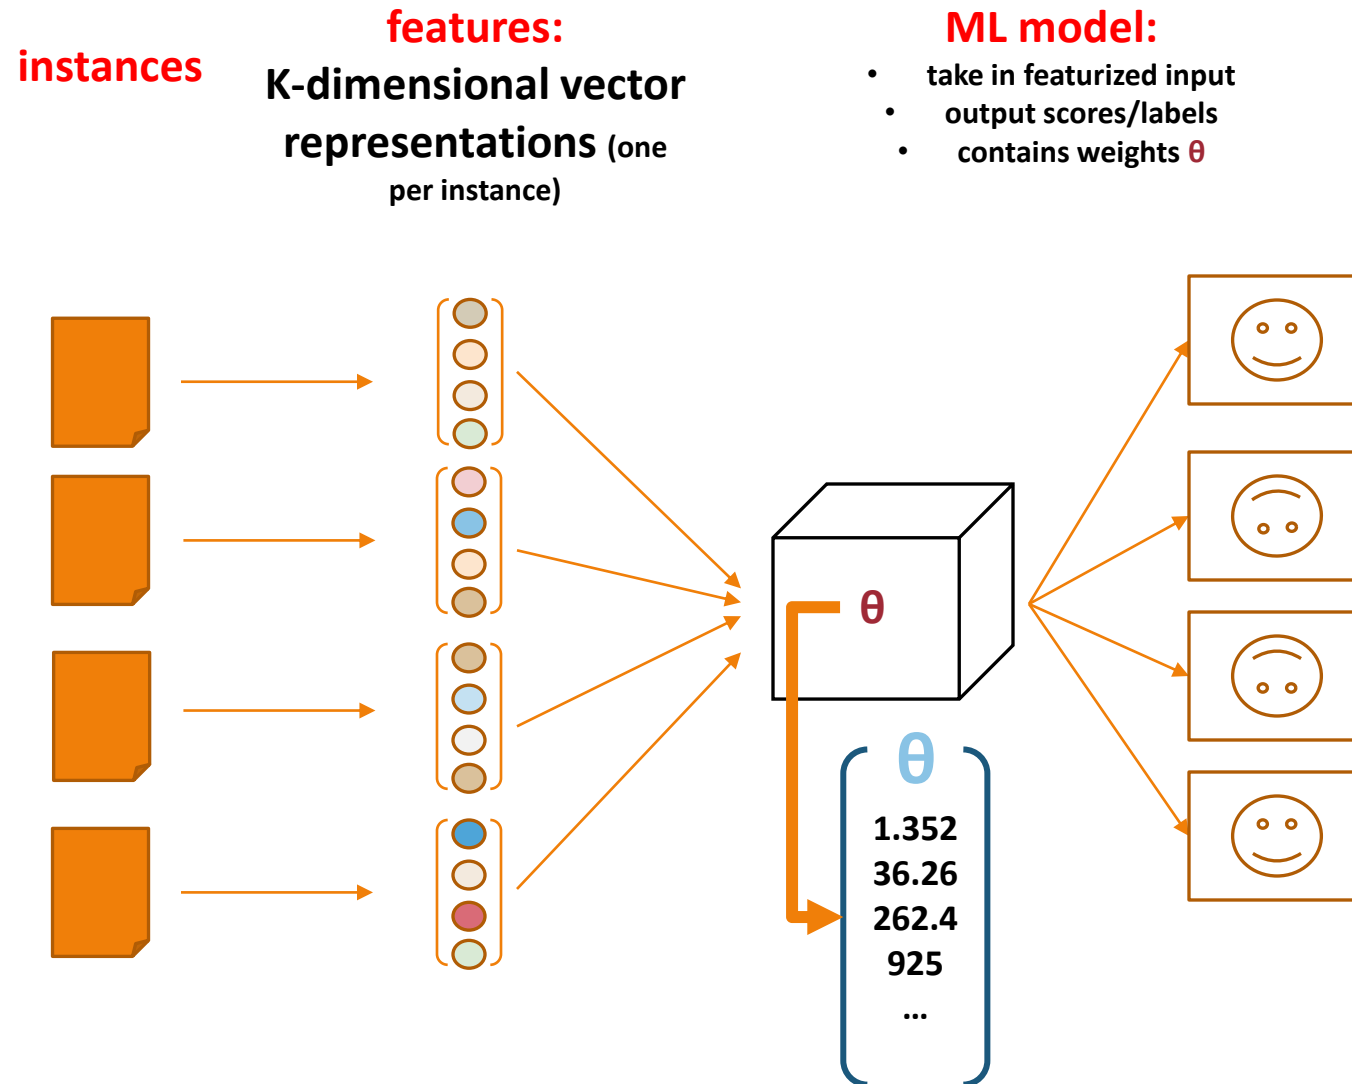 instances
features:
K-dimensional vector
representations (one
per instance)
ML model:
• take in featurized input
• output scores/labels
• contains weights θ
θ
θ
1.352
36.26
262.4
925
...